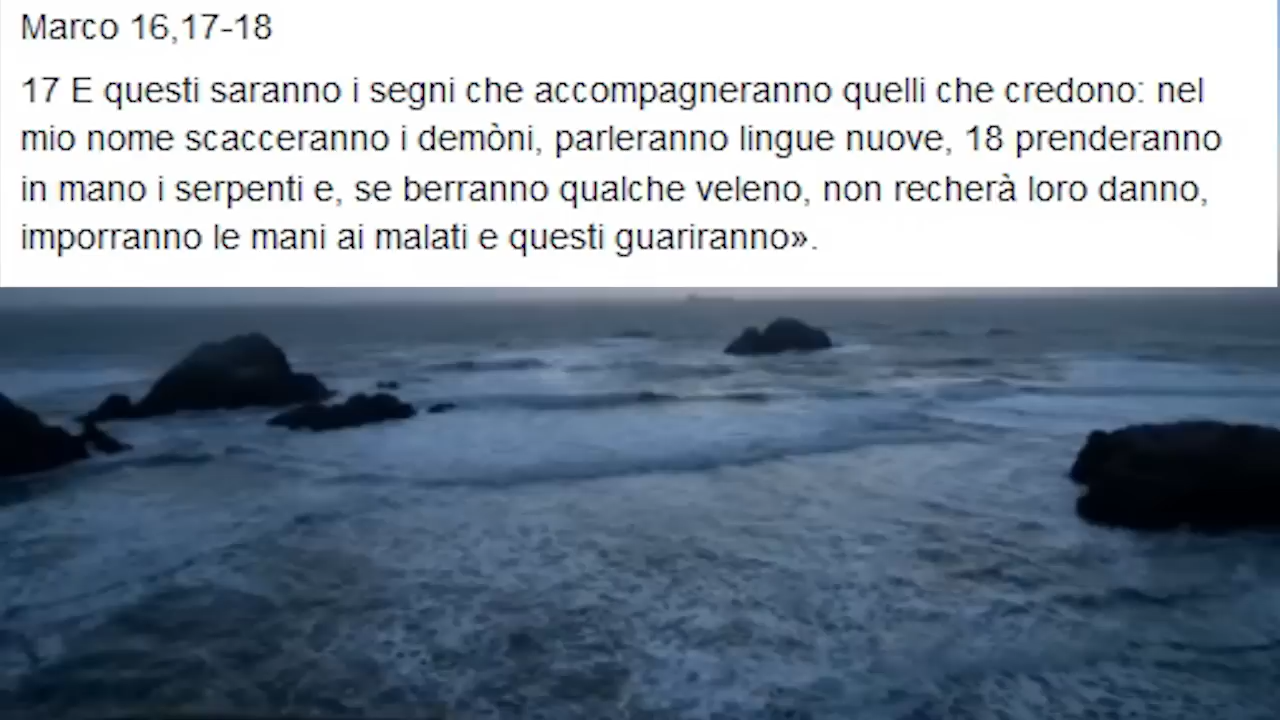 Marco 16,17-18
17 E questi saranno i segni che accompagneranno quelli che credono: nel
mio nome scacceranno i demòni, parleranno lingue nuove, 18 prenderanno
in mano i serpenti e, se berranno qualche veleno, non recherà loro danno,
imporranno le mani ai malati e questi guariranno».